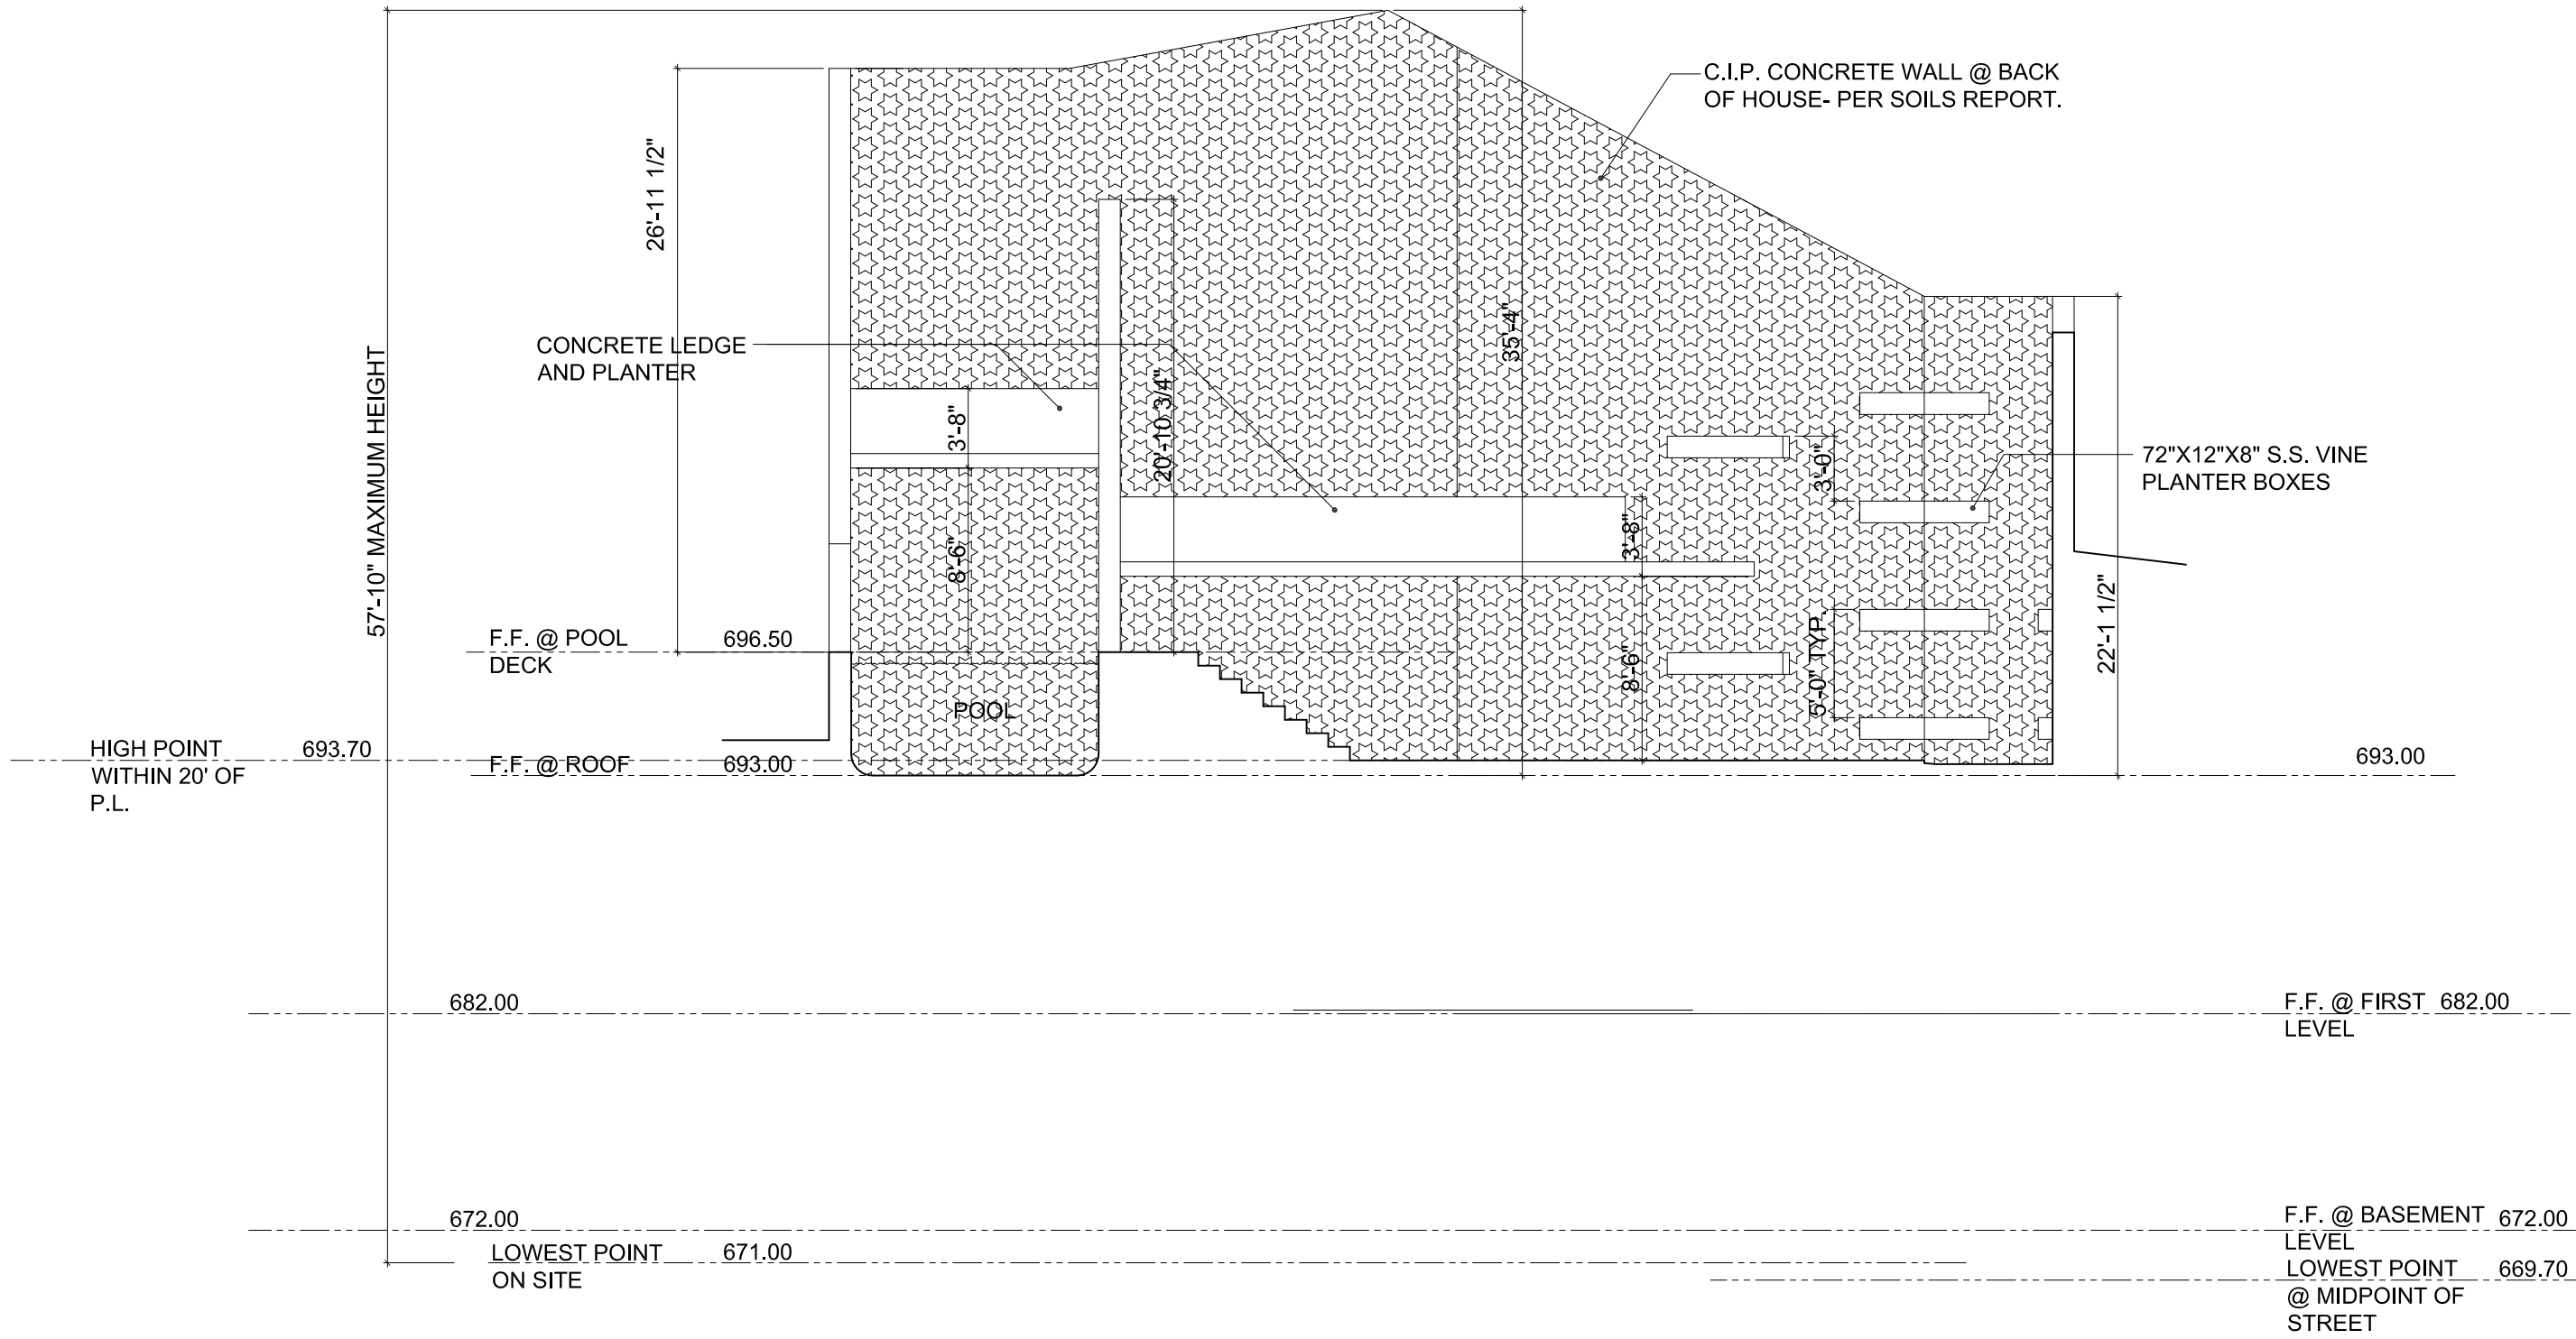 C.I.P. CONCRETE WALL @ BACK
OF HOUSE- PER SOILS REPORT.
26'-11 1/2"
35'-4"
CONCRETE LEDGE
AND PLANTER
57'-10" MAXIMUM HEIGHT
20'-10 3/4"
3'-8"
3'-0"
72"X12"X8" S.S. VINE
PLANTER BOXES
8'-6"
3'-8"
F.F. @ POOL 696.50
DECK
8'-6"
5'-0" TYP.
22'-1 1/2"
POOL
HIGH POINT 693.70
WITHIN 20' OF
P.L.
F.F. @ ROOF 693.00
693.00
682.00
F.F. @ FIRST 682.00
LEVEL
672.00
F.F. @ BASEMENT 672.00
LEVEL
LOWEST POINT 671.00
ON SITE
LOWEST POINT 669.70
@ MIDPOINT OF
STREET